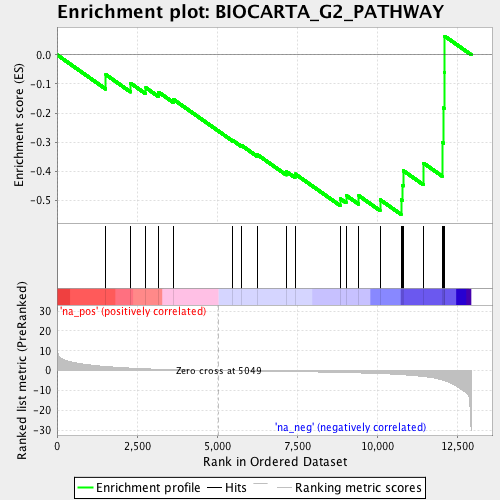 Enrichment plot: BIOCARTA_G2_PATHWAY
Enrichment score (ES)
0.0
-0.1
-0.2
-0.3
-0.4
-0.5
'na_pos' (positively correlated)
Ranked list metric (PreRanked)
30
20
10
0
-10
-20
-30
Zero cross at 5049
'na_neg' (negatively correlated)
0 2,500 5,000 7,500 10,000 12,500
Rank in Ordered Dataset
Enrichment profile Hits Ranking metric scores